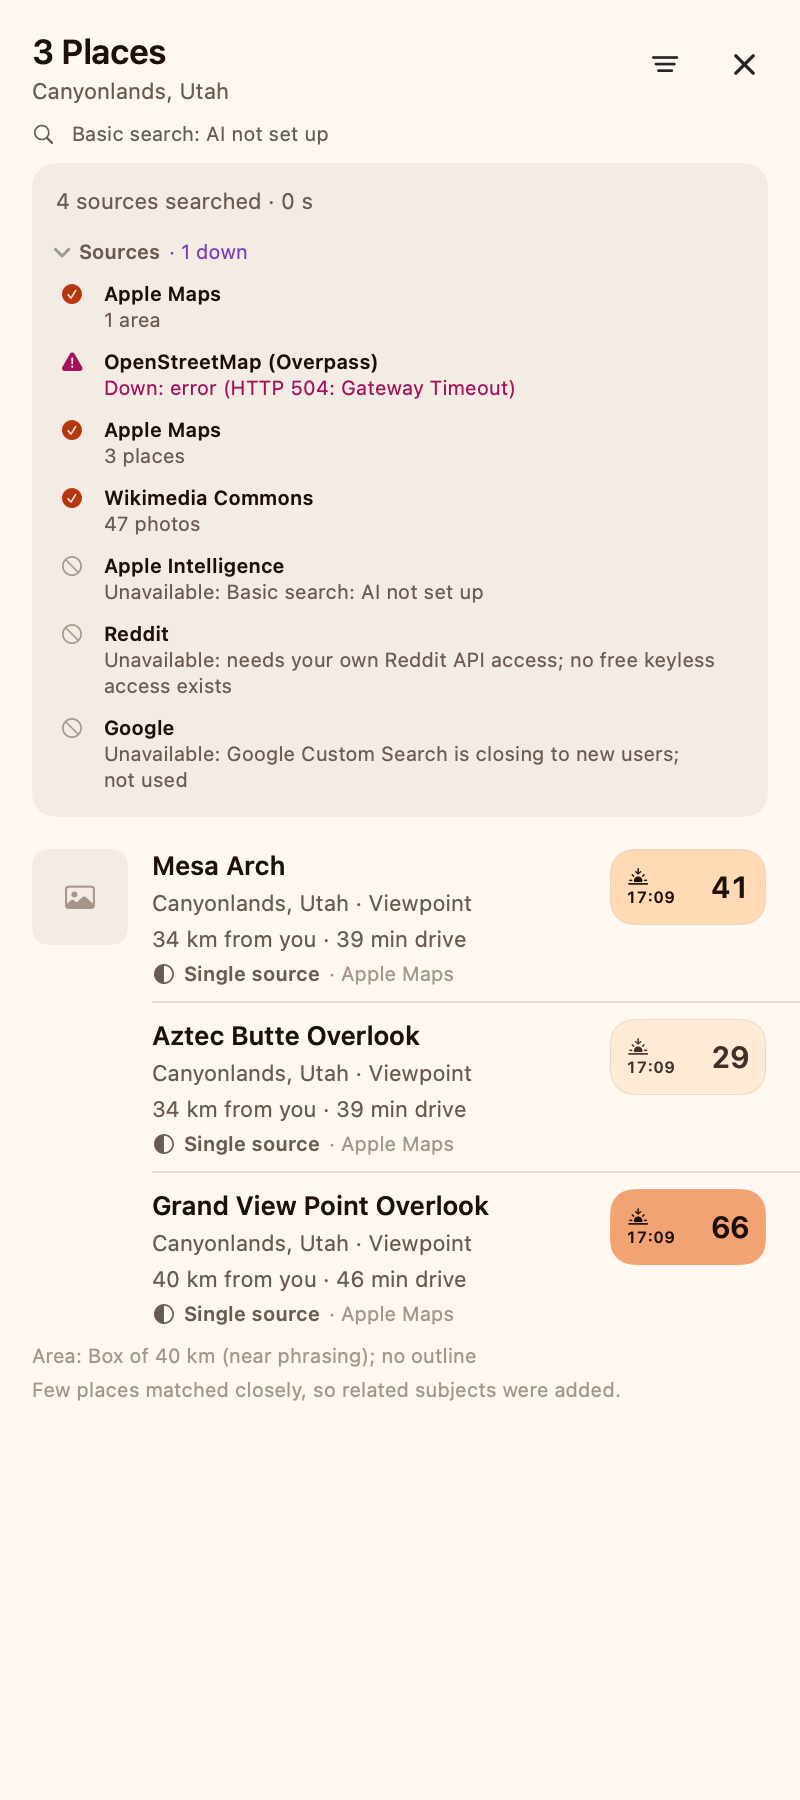 3 Places
Canyonlands, Utah
Basic search: AI not set up
4 sources searched · 0 s
Sources · 1 down
Apple Maps
1 area
OpenStreetMap (Overpass)
Down: error (HTTP 504: Gateway Timeout)
Apple Maps
3 places
Wikimedia Commons
47 photos
Apple Intelligence
Unavailable: Basic search: AI not set up
Reddit
Unavailable: needs your own Reddit API access; no free keyless
access exists
Google
Unavailable: Google Custom Search is closing to new users;
not used
Mesa Arch
Canyonlands, Utah · Viewpoint
34 km from you · 39 min drive
Single source · Apple Maps
17:09 41
Aztec Butte Overlook
Canyonlands, Utah · Viewpoint
34 km from you · 39 min drive
Single source · Apple Maps
17:09 29
Grand View Point Overlook
Canyonlands, Utah · Viewpoint
40 km from you · 46 min drive
Single source · Apple Maps
17:09 66
Area: Box of 40 km (near phrasing); no outline
Few places matched closely, so related subjects were added.